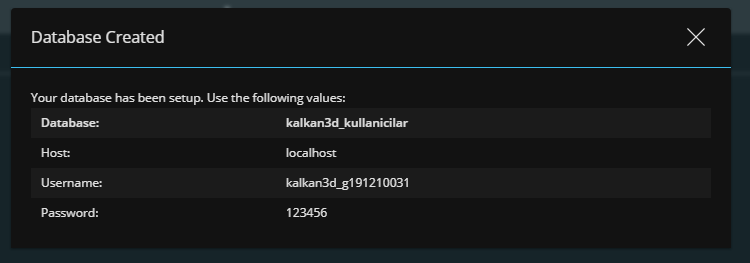 Database Created
Your database has been setup. Use the following values:
Database: kalkan3d_kullanicilar
Host: localhost
Username: kalkan3d_g191210031
Password: 123456